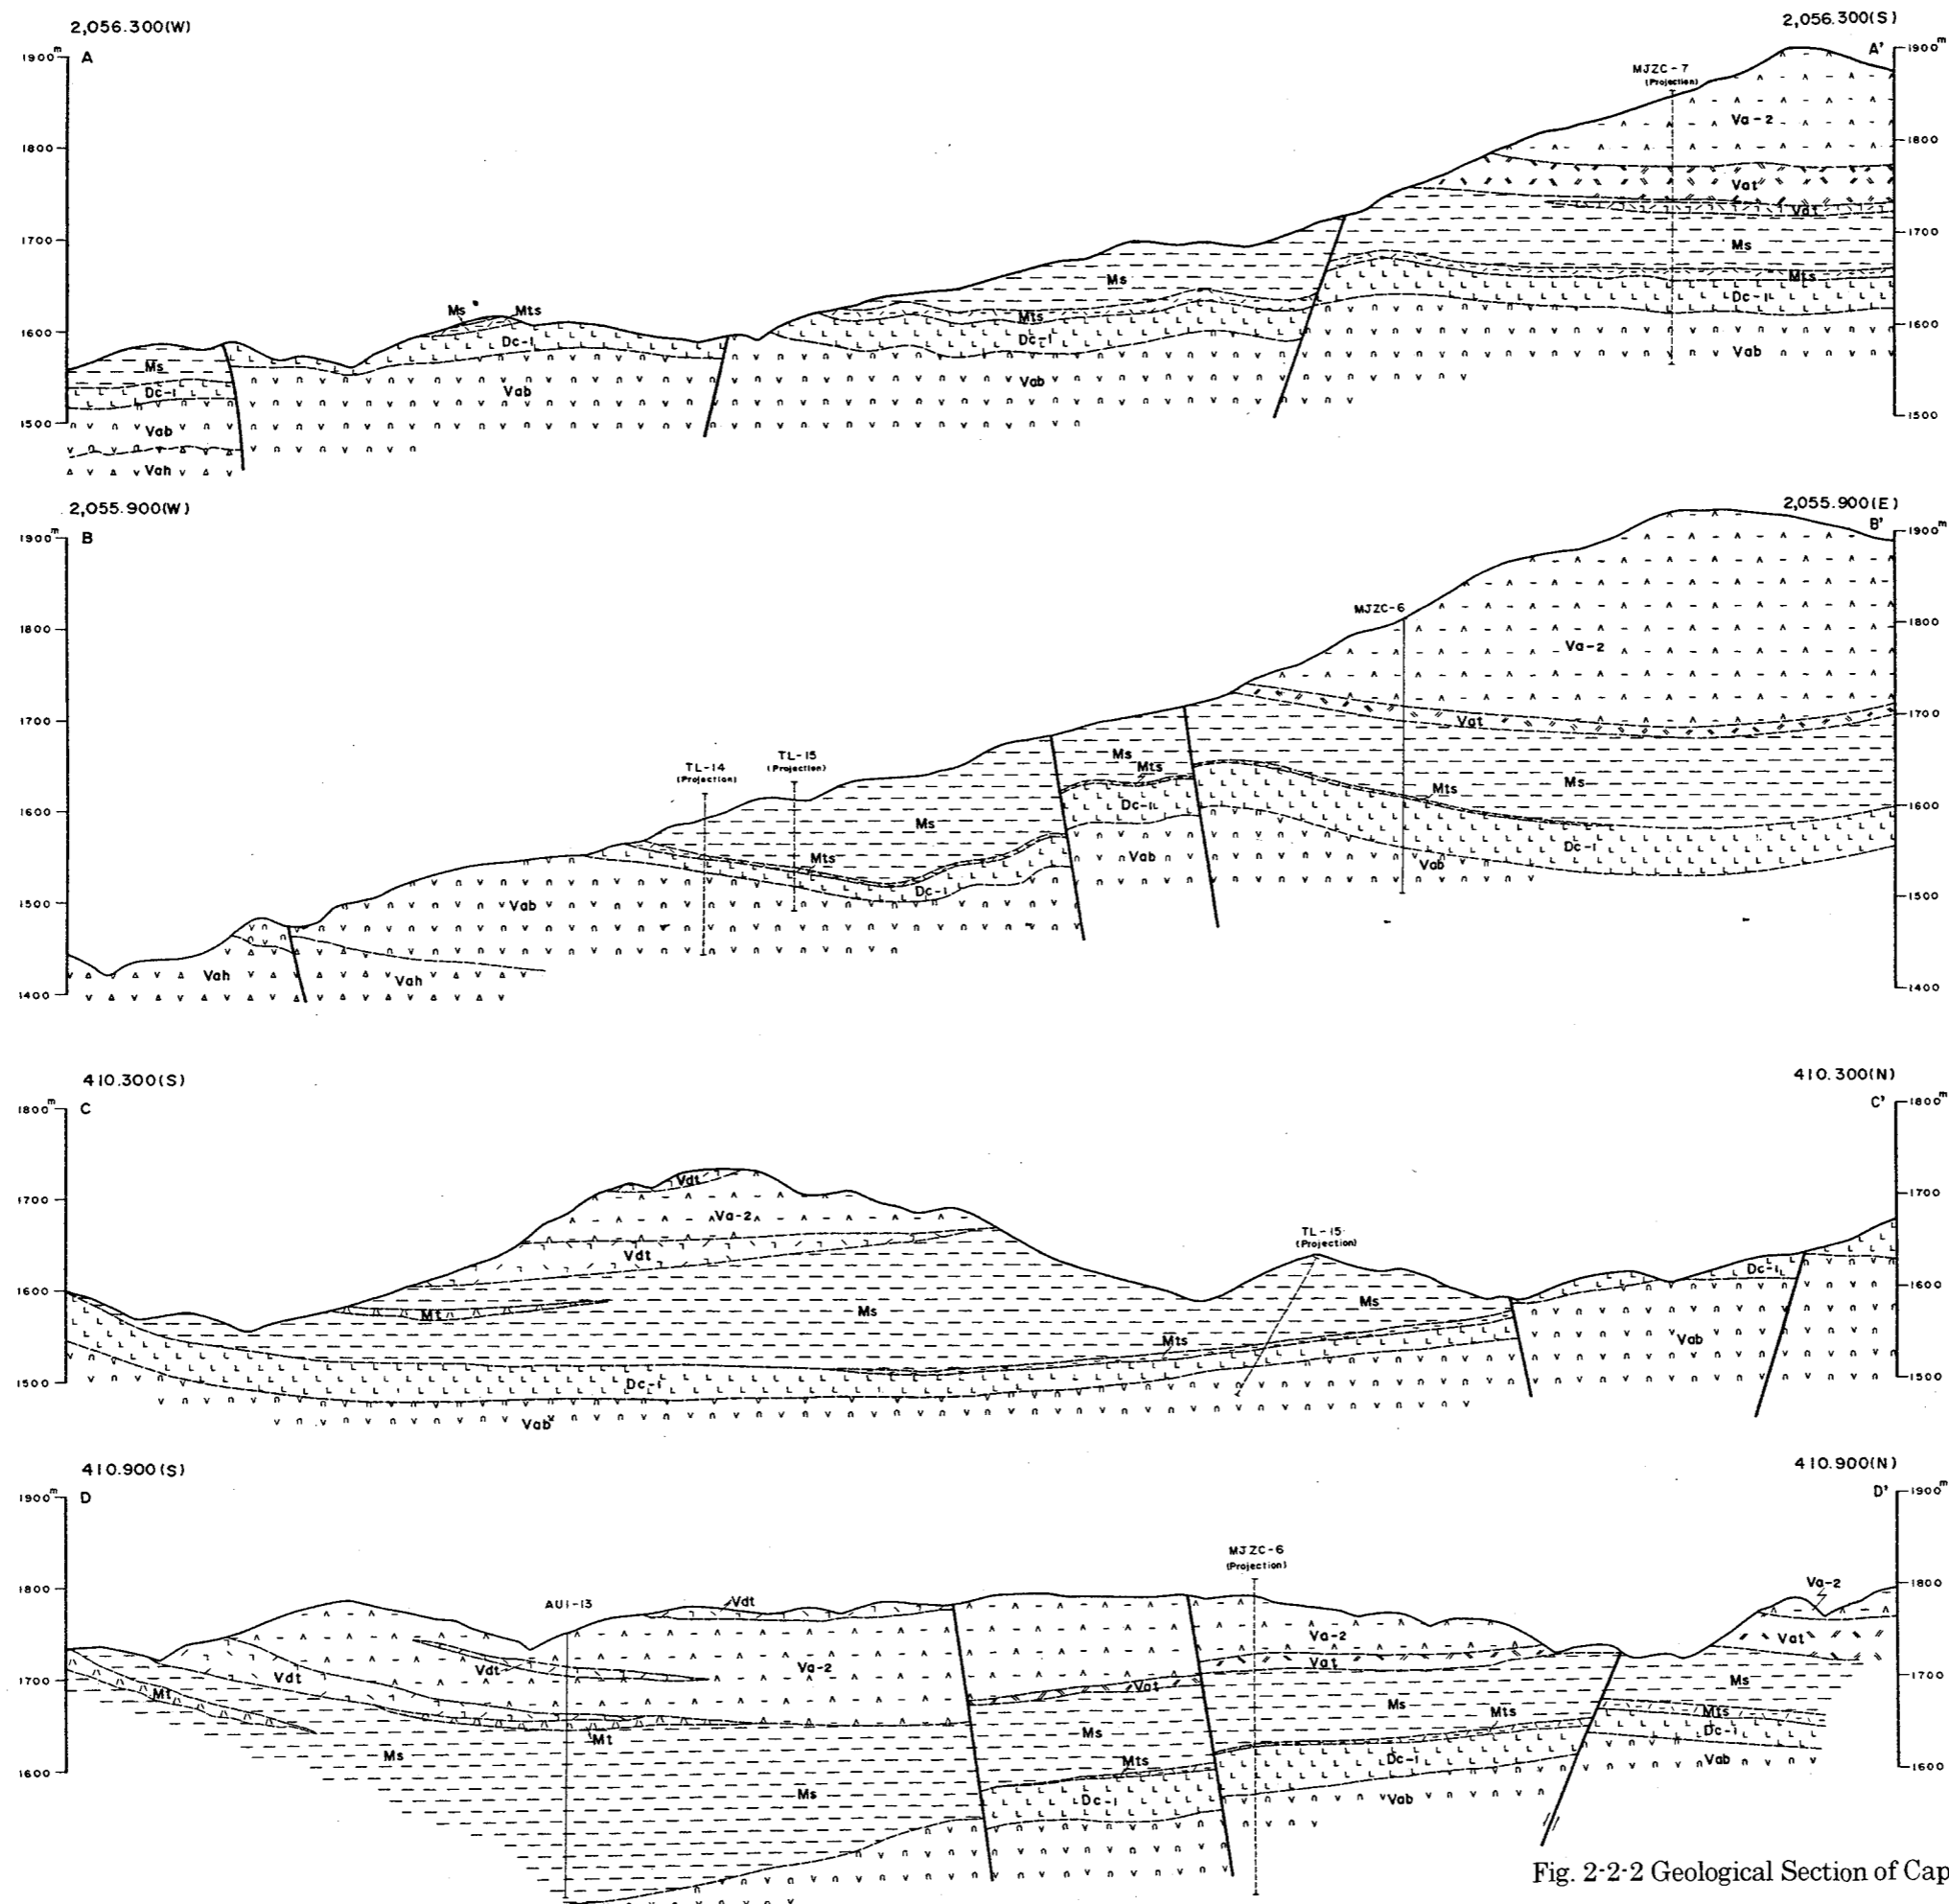 2,056.300(W)
2,056.300(S)
1900m A
A' 1900m
MJZC-7
(Projection)
Va-2
1800
1800
Vat
Vat
1700
1700
Ms
Ms
Mts
Dc-1
Ms Mts
Mts
1600
1600
Dc-1
Dc-1
Vab
Ms
Dc-1
Vab
Vab
1500
1500
Vab
Vah
2,055.900(W)
2,055.900(E)
1900m B
B' 1900m
MJZC-6
1800
1800
Va-2
1700
1700
Vat
TL-14
(Projection)
TL-15
(Projection)
Ms
Mts
Ms
Mts
1600
1600
Dc-1
Ms
Mts
Dc-1
Vab
Vab
Dc-1
1500
1500
Vab
Vah
Vah
1400
1400
410.300(S)
410.300(N)
1800m C
C' 1800m
Vdt
1700
1700
Va-2
Vdt
TL-15
(Projection)
1600
1600
Dc-1
Mt
Ms
Ms
Mts
Vab
1500
1500
Dc-1
Vab
410.900(S)
410.900(N)
1900m D
D' 1900m
MJZC-6
(Projection)
1800
1800
Va-2
AUI-13
Vdt
Va-2
Vat
Vat
Vdt
Vdt
Va-2
1700
1700
Mt
Vat
Ms
Ms
Mts
Mts
Mt
Ms
Dc-1
Ms
Mts
Dc-1
Vab
1600
1600
Ms
Dc-1
Vab
Fig. 2-2-2 Geological Section of Cap